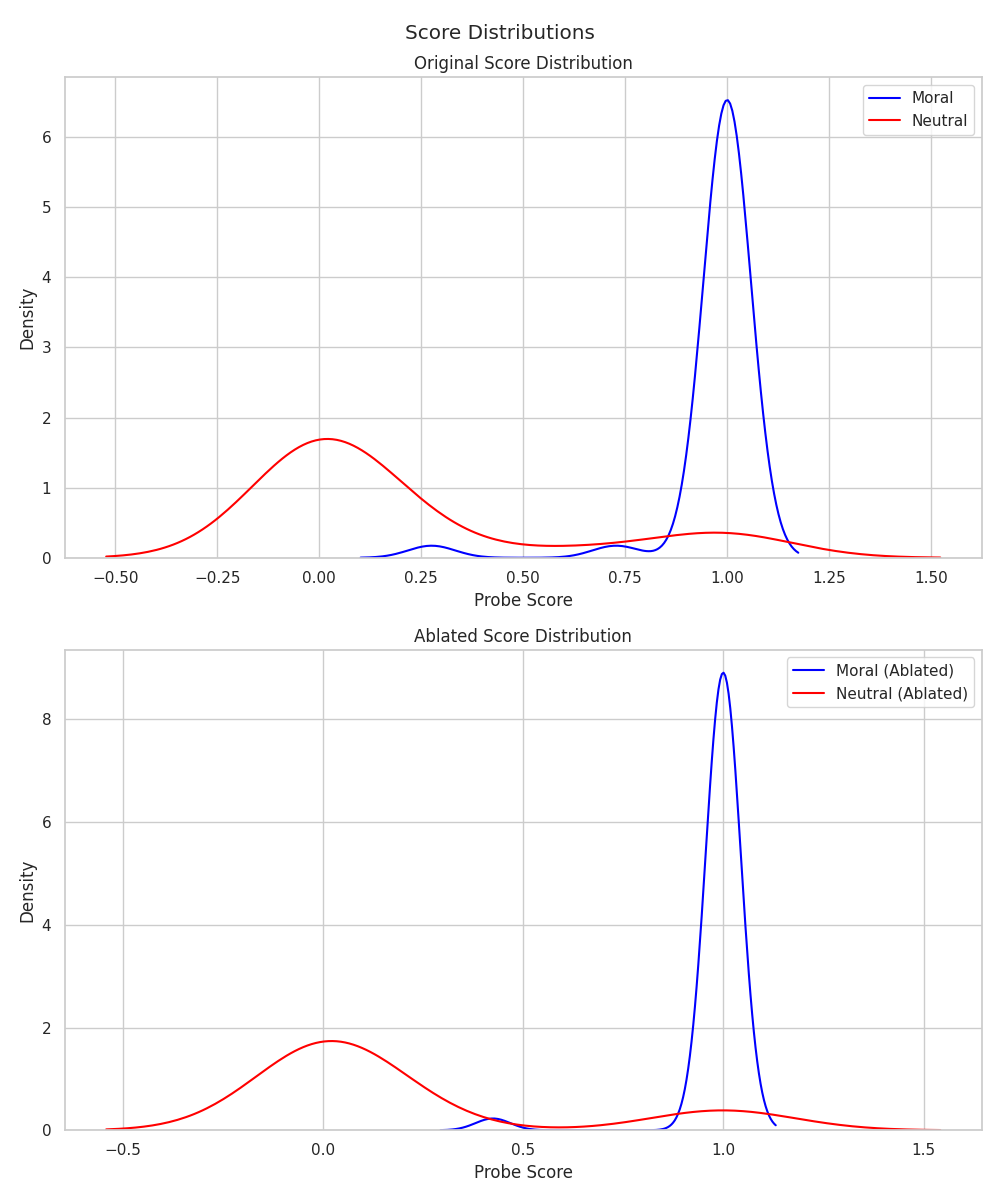 Score Distributions
Original Score Distribution
Moral
Neutral
Density
6
5
4
3
2
1
0
−0.50 −0.25 0.00 0.25 0.50 0.75 1.00 1.25 1.50
Probe Score
Ablated Score Distribution
Moral (Ablated)
Neutral (Ablated)
Density
8
6
4
2
0
−0.5 0.0 0.5 1.0 1.5
Probe Score